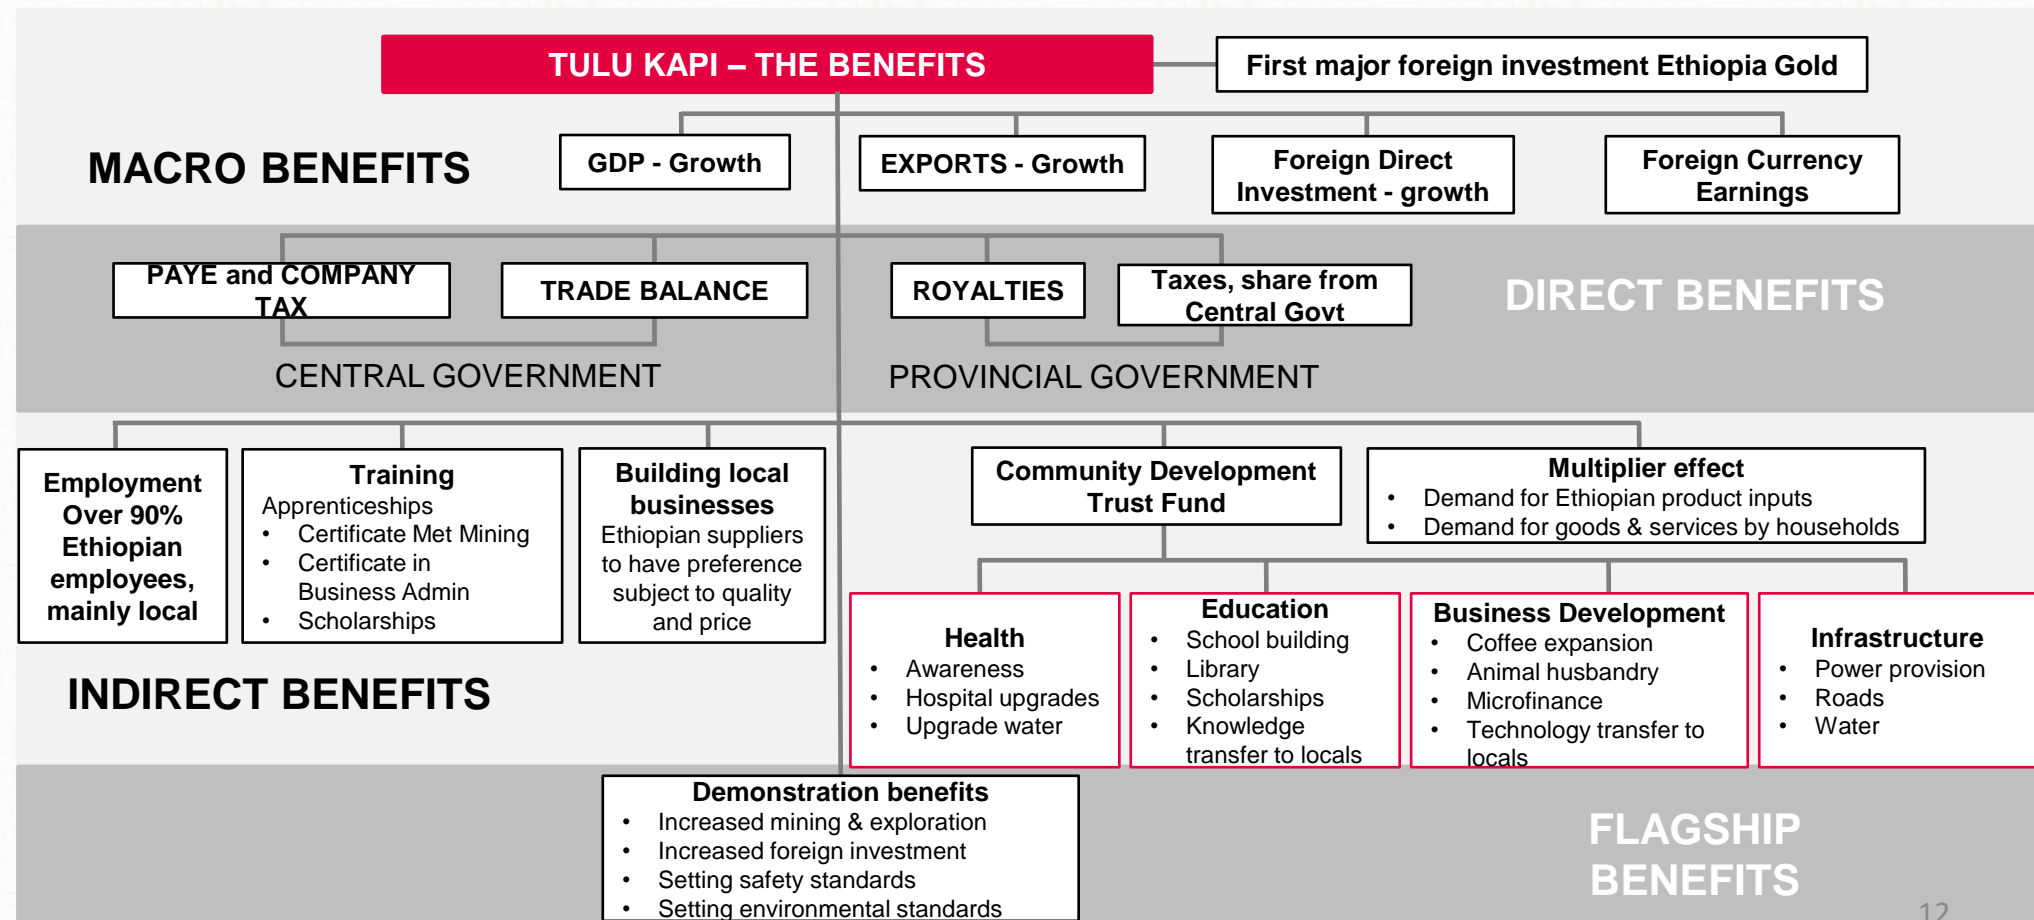 TULU KAPI – THE BENEFITS
First major foreign investment Ethiopia Gold
MACRO BENEFITS
GDP - Growth
EXPORTS - Growth
Foreign Direct
Investment - growth
Foreign Currency
Earnings
PAYE and COMPANY
TAX
TRADE BALANCE
ROYALTIES
Taxes, share from
Central Govt
DIRECT BENEFITS
CENTRAL GOVERNMENT
PROVINCIAL GOVERNMENT
Employment
Over 90%
Ethiopian
employees,
mainly local
Training
Apprenticeships
• Certificate Met Mining
• Certificate in
Business Admin
• Scholarships
Building local
businesses
Ethiopian suppliers
to have preference
subject to quality
and price
Community Development
Trust Fund
Multiplier effect
• Demand for Ethiopian product inputs
• Demand for goods & services by households
Health
• Awareness
• Hospital upgrades
• Upgrade water
Education
• School building
• Library
• Scholarships
• Knowledge
transfer to locals
Business Development
• Coffee expansion
• Animal husbandry
• Microfinance
• Technology transfer to
locals
Infrastructure
• Power provision
• Roads
• Water
INDIRECT BENEFITS
Demonstration benefits
• Increased mining & exploration
• Increased foreign investment
• Setting safety standards
• Setting environmental standards
FLAGSHIP
BENEFITS
12